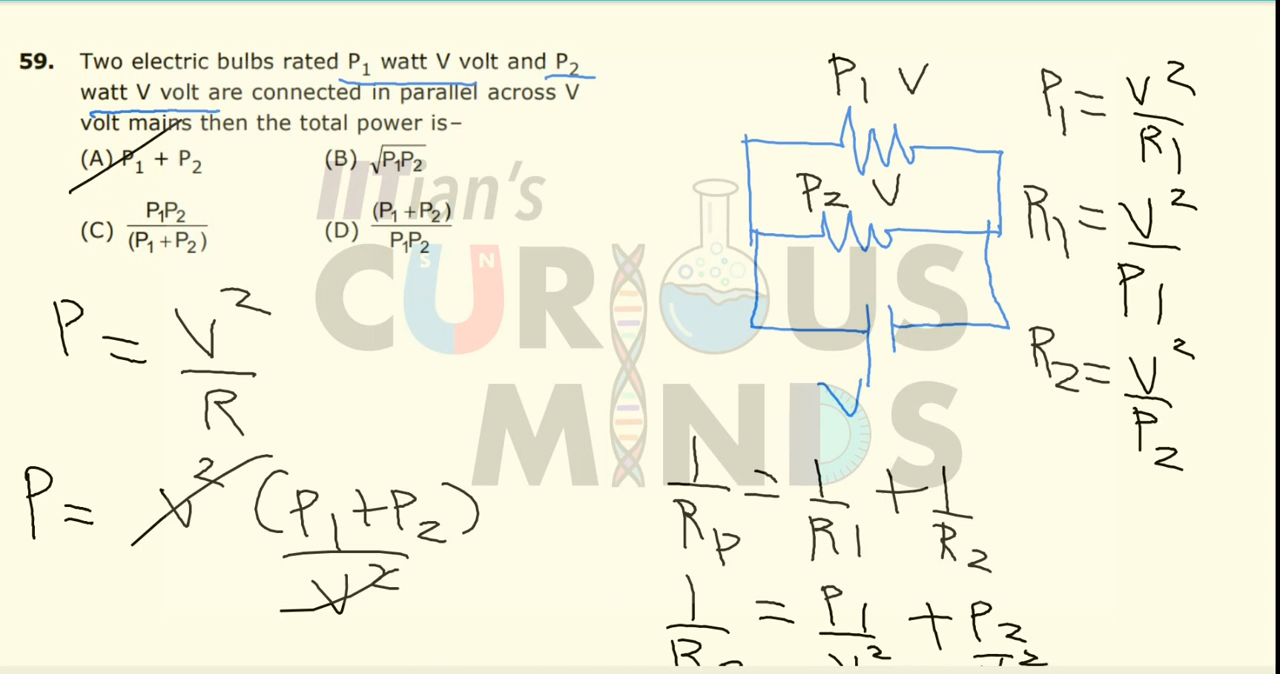 59. Two electric bulbs rated P₁ watt V volt and P₂
watt V volt are connected in parallel across V
volt mains then the total power is–
(A) P₁ + P₂ (B) √P₁P₂
(C) P₁P₂/(P₁+P₂) (D) (P₁+P₂)/P₁P₂
IITian's
CURIOUS
S N
MINDS
P₁ V
P₂ V
V
P₁ = V²/R₁
R₁ = V²/P₁
R₂ = V²/P₂
P = V²/R
P = V² (P₁+P₂)/V²
1/Rp = 1/R₁ + 1/R₂
= P₁/V² + P₂